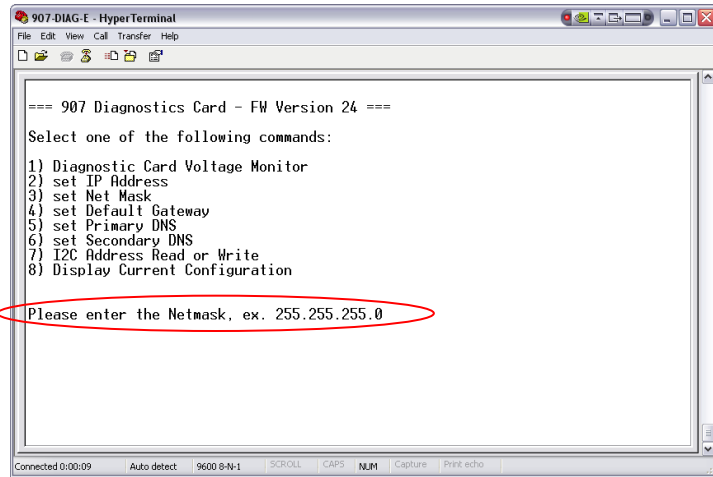 907-DIAG-E - HyperTerminal
File Edit View Call Transfer Help
=== 907 Diagnostics Card - FW Version 24 ===
Select one of the following commands:
1) Diagnostic Card Voltage Monitor
2) set IP Address
3) set Net Mask
4) set Default Gateway
5) set Primary DNS
6) set Secondary DNS
7) I2C Address Read or Write
8) Display Current Configuration
Please enter the Netmask, ex. 255.255.255.0
Connected 0:00:09 Auto detect 9600 8-N-1 SCROLL CAPS NUM Capture Print echo